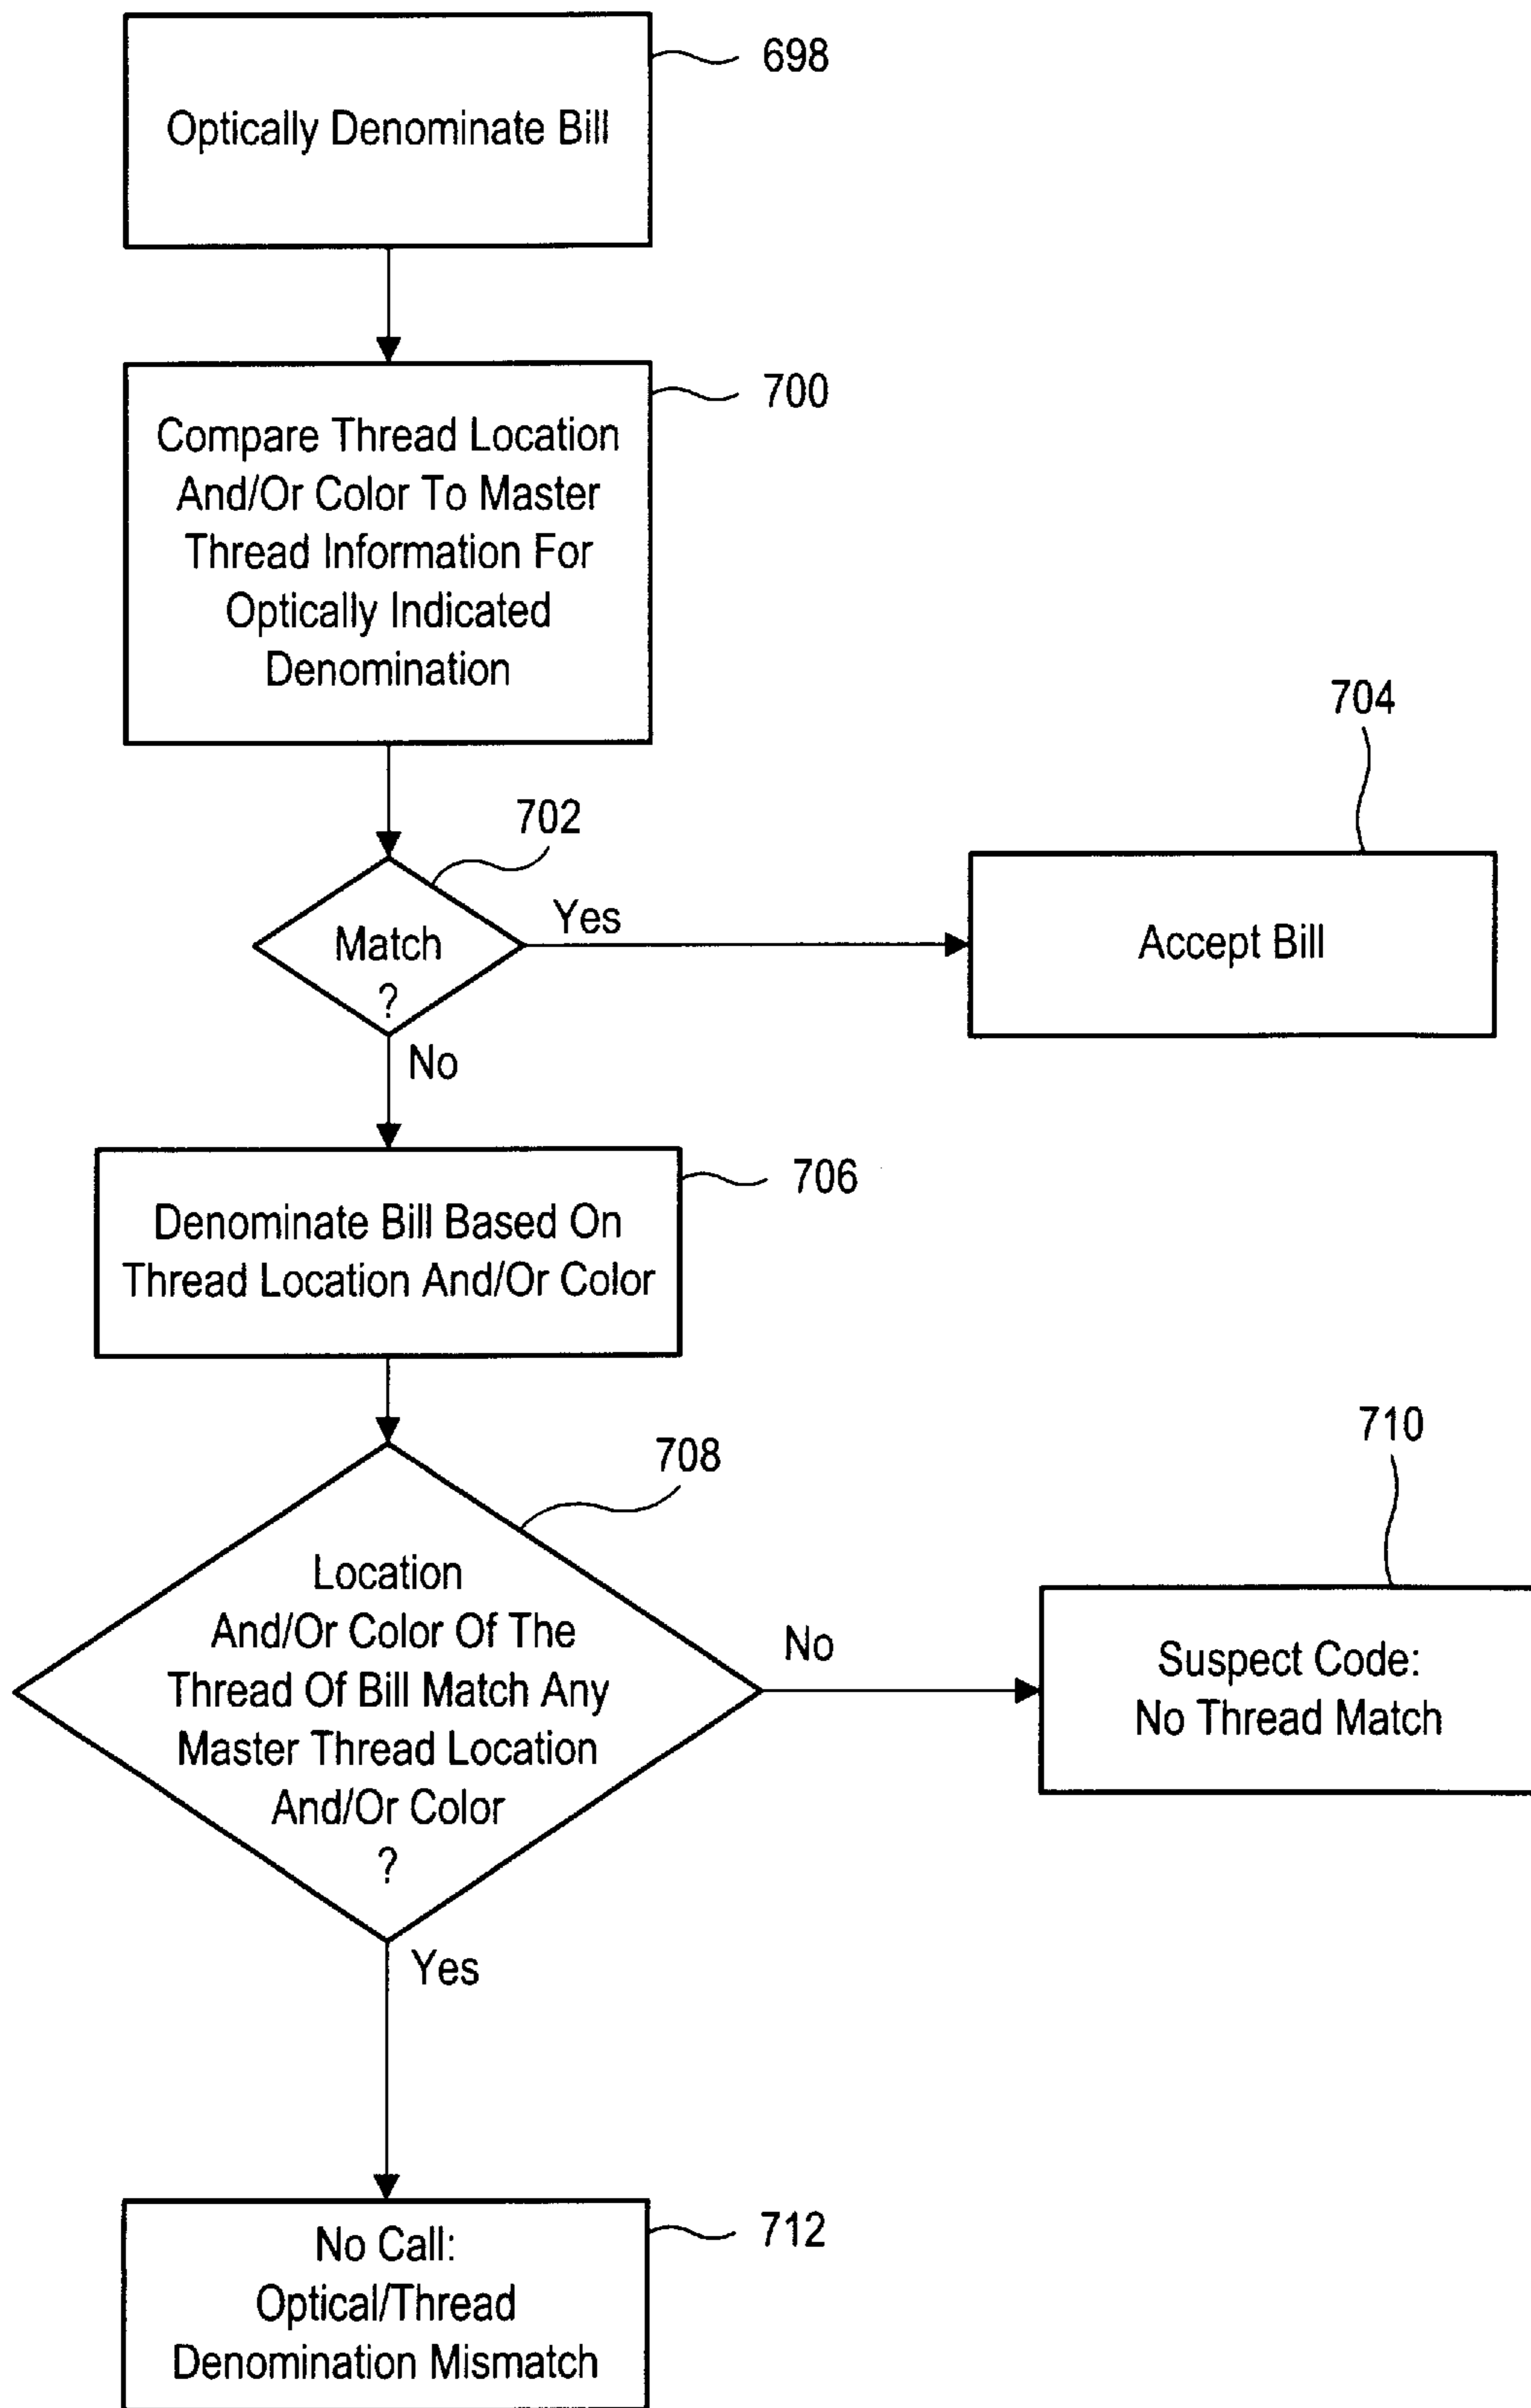 698
Optically Denominate Bill
700
Compare Thread Location
And/Or Color To Master
Thread Information For
Optically Indicated
Denomination
704
702
Yes
Match
?
Accept Bill
No
706
Denominate Bill Based On
Thread Location And/Or Color
710
708
Location
And/Or Color Of The
Thread Of Bill Match Any
Master Thread Location
And/Or Color
?
No
Suspect Code:
No Thread Match
Yes
712
No Call:
Optical/Thread
Denomination Mismatch